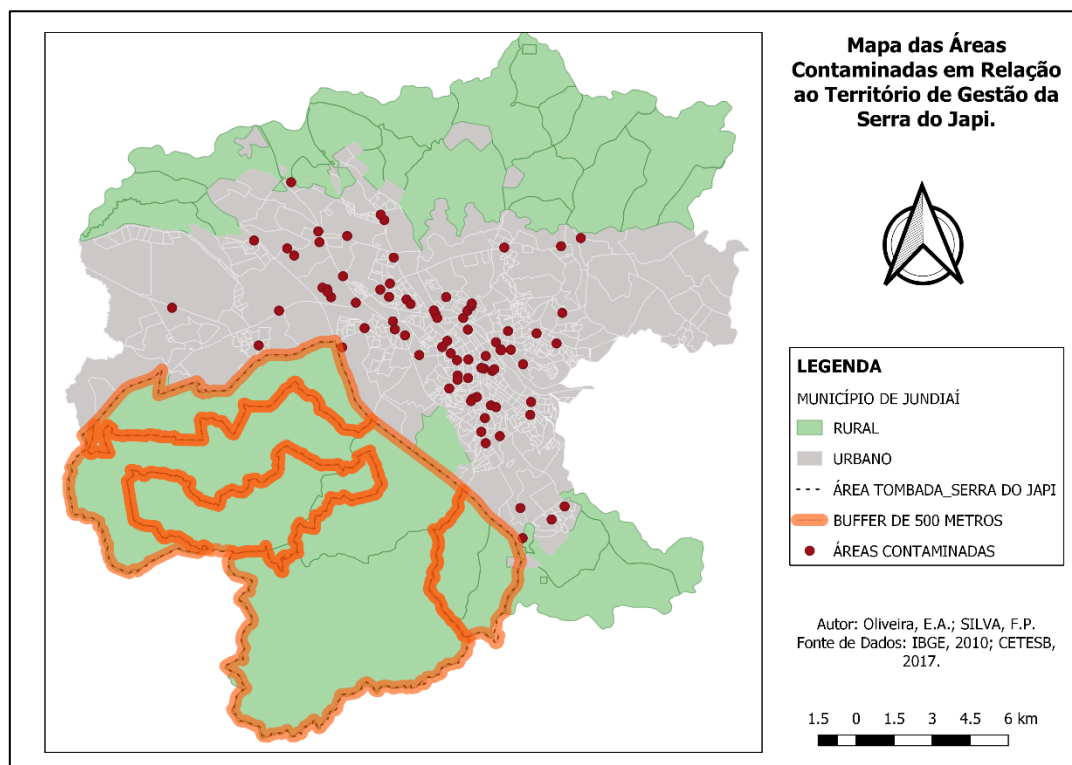 Mapa das Áreas
Contaminadas em Relação
ao Território de Gestão da
Serra do Japi.
LEGENDA
MUNICÍPIO DE JUNDIAÍ
RURAL
URBANO
ÁREA TOMBADA_SERRA DO JAPI
BUFFER DE 500 METROS
ÁREAS CONTAMINADAS
Autor: Oliveira, E.A.; SILVA, F.P.
Fonte de Dados: IBGE, 2010; CETESB,
2017.
1.5 0 1.5 3 4.5 6 km